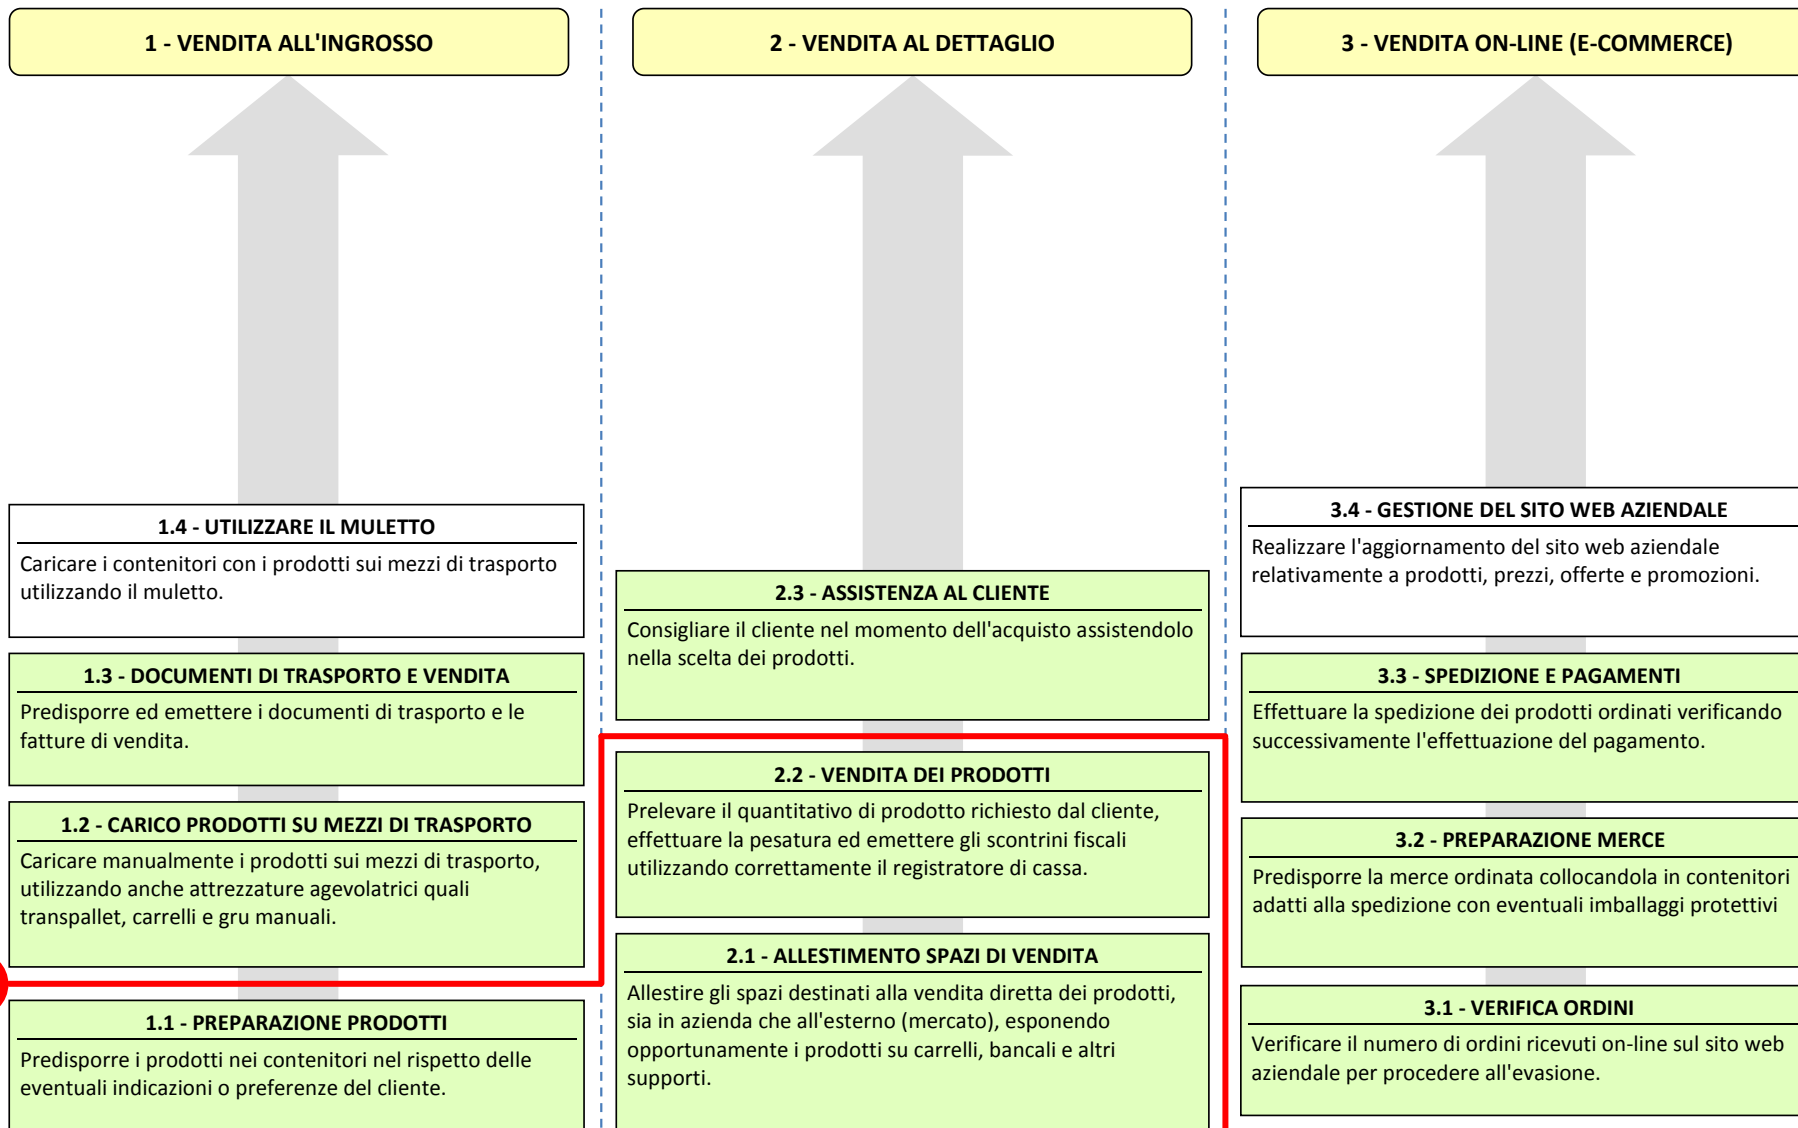 1 - VENDITA ALL'INGROSSO
1.4 - UTILIZZARE IL MULETTO
Caricare i contenitori con i prodotti sui mezzi di trasporto
utilizzando il muletto.
1.3 - DOCUMENTI DI TRASPORTO E VENDITA
Predisporre ed emettere i documenti di trasporto e le
fatture di vendita.
1.2 - CARICO PRODOTTI SU MEZZI DI TRASPORTO
Caricare manualmente i prodotti sui mezzi di trasporto,
utilizzando anche attrezzature agevolatrici quali
transpallet, carrelli e gru manuali.
1.1 - PREPARAZIONE PRODOTTI
Predisporre i prodotti nei contenitori nel rispetto delle
eventuali indicazioni o preferenze del cliente.
2 - VENDITA AL DETTAGLIO
2.3 - ASSISTENZA AL CLIENTE
Consigliare il cliente nel momento dell'acquisto assistendolo
nella scelta dei prodotti.
2.2 - VENDITA DEI PRODOTTI
Prelevare il quantitativo di prodotto richiesto dal cliente,
effettuare la pesatura ed emettere gli scontrini fiscali
utilizzando correttamente il registratore di cassa.
2.1 - ALLESTIMENTO SPAZI DI VENDITA
Allestire gli spazi destinati alla vendita diretta dei prodotti,
sia in azienda che all'esterno (mercato), esponendo
opportunamente i prodotti su carrelli, bancali e altri
supporti.
3 - VENDITA ON-LINE (E-COMMERCE)
3.4 - GESTIONE DEL SITO WEB AZIENDALE
Realizzare l'aggiornamento del sito web aziendale
relativamente a prodotti, prezzi, offerte e promozioni.
3.3 - SPEDIZIONE E PAGAMENTI
Effettuare la spedizione dei prodotti ordinati verificando
successivamente l'effettuazione del pagamento.
3.2 - PREPARAZIONE MERCE
Predisporre la merce ordinata collocandola in contenitori
adatti alla spedizione con eventuali imballaggi protettivi
3.1 - VERIFICA ORDINI
Verificare il numero di ordini ricevuti on-line sul sito web
aziendale per procedere all'evasione.